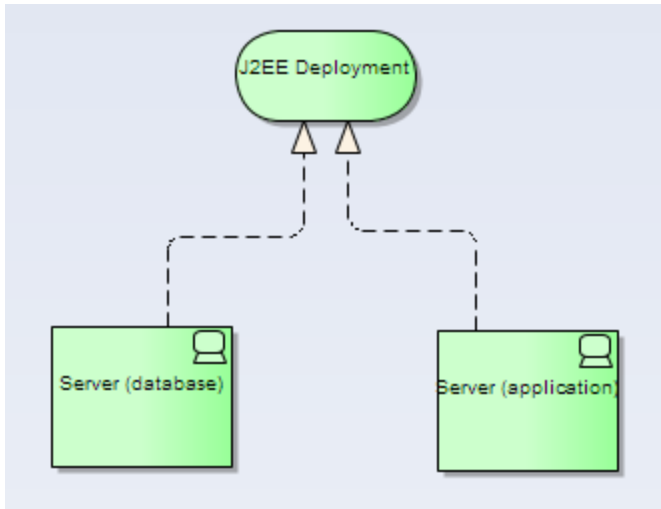 J2EE Deployment
Server (database)
Server (application)